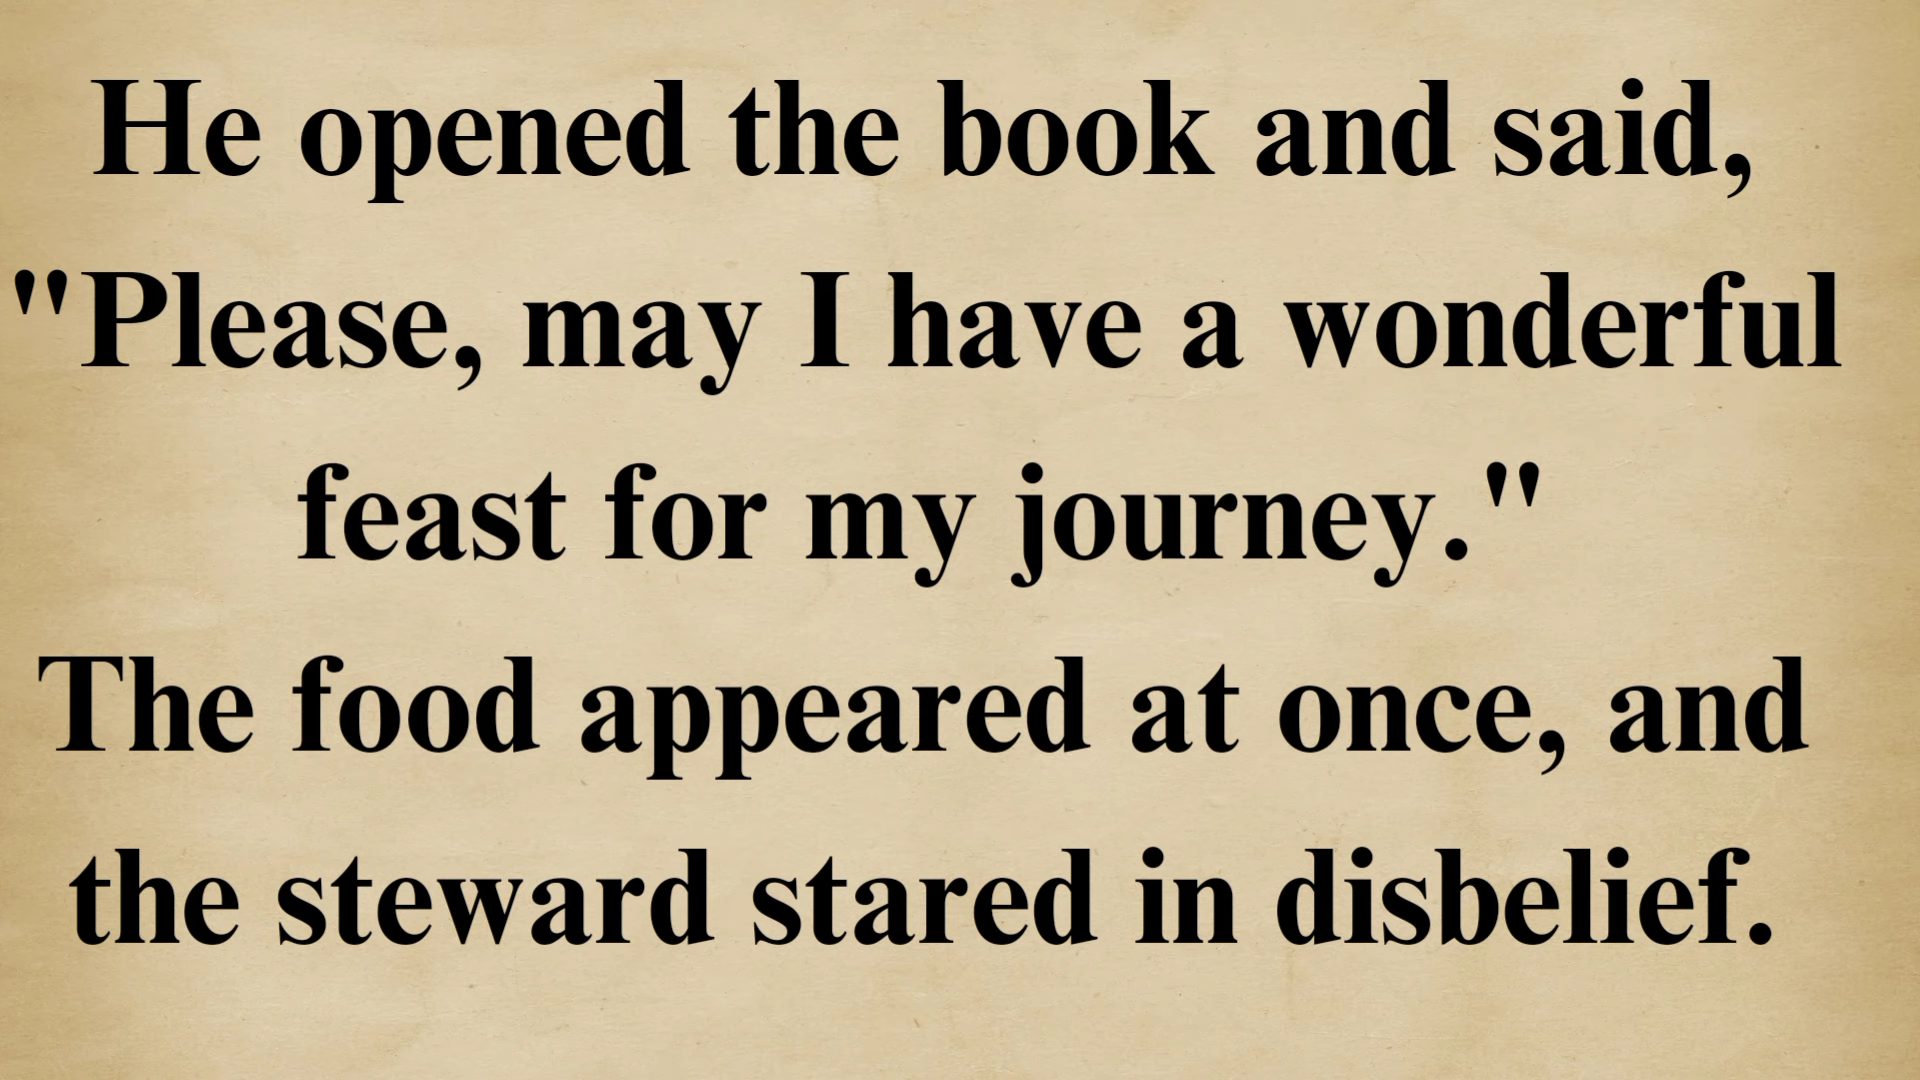 He opened the book and said,
"Please, may I have a wonderful
feast for my journey."
The food appeared at once, and
the steward stared in disbelief.